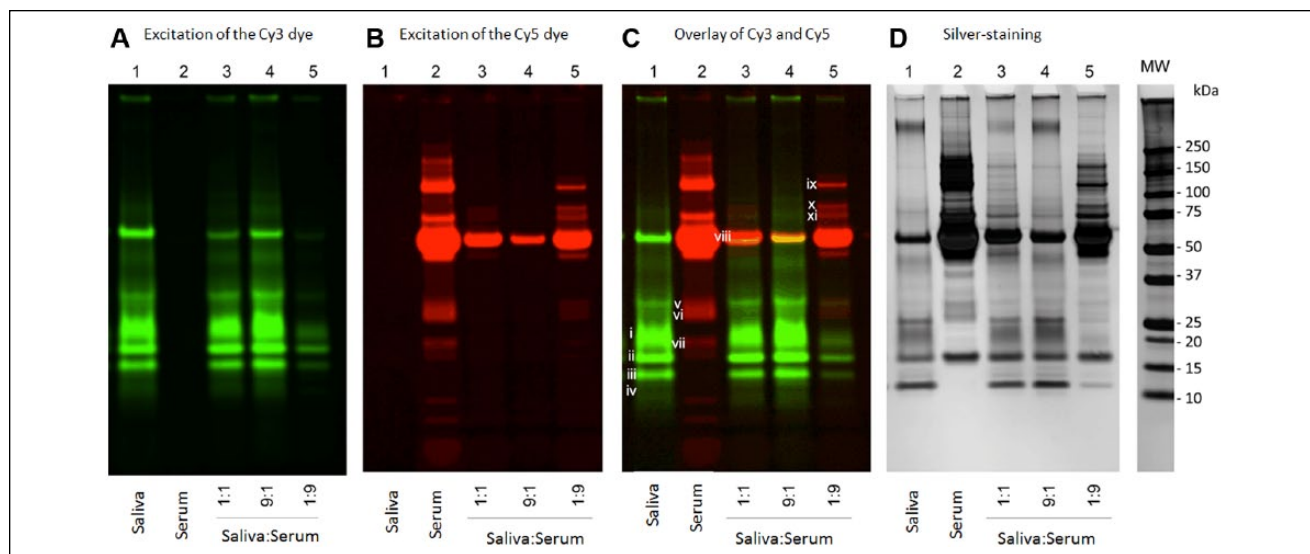 A Excitation of the Cy3 dye
B Excitation of the Cy5 dye
C Overlay of Cy3 and Cy5
D Silver-staining
1 2 3 4 5
1 2 3 4 5
1 2 3 4 5
1 2 3 4 5
MW
kDa
- 250
- 150
- 100
- 75
- 50
- 37
- 25
- 20
- 15
- 10
ix
x
xi
viii
v
vi
i
vii
ii
iii
iv
Saliva Serum 1:1 9:1 1:9
Saliva:Serum
Saliva Serum 1:1 9:1 1:9
Saliva:Serum
Saliva Serum 1:1 9:1 1:9
Saliva:Serum
Saliva Serum 1:1 9:1 1:9
Saliva:Serum